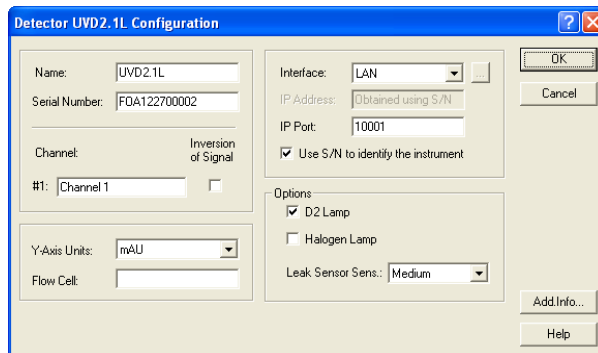 Detector UVD2.1L Configuration
Name: UVD2.1L
Serial Number: FOA122700002
Channel: Inversion of Signal
#1: Channel 1
Y-Axis Units: mAU
Flow Cell:
Interface: LAN ...
IP Address: Obtained using S/N
IP Port: 10001
Use S/N to identify the instrument
Options
D2 Lamp
Halogen Lamp
Leak Sensor Sens.: Medium
OK
Cancel
Add.Info...
Help